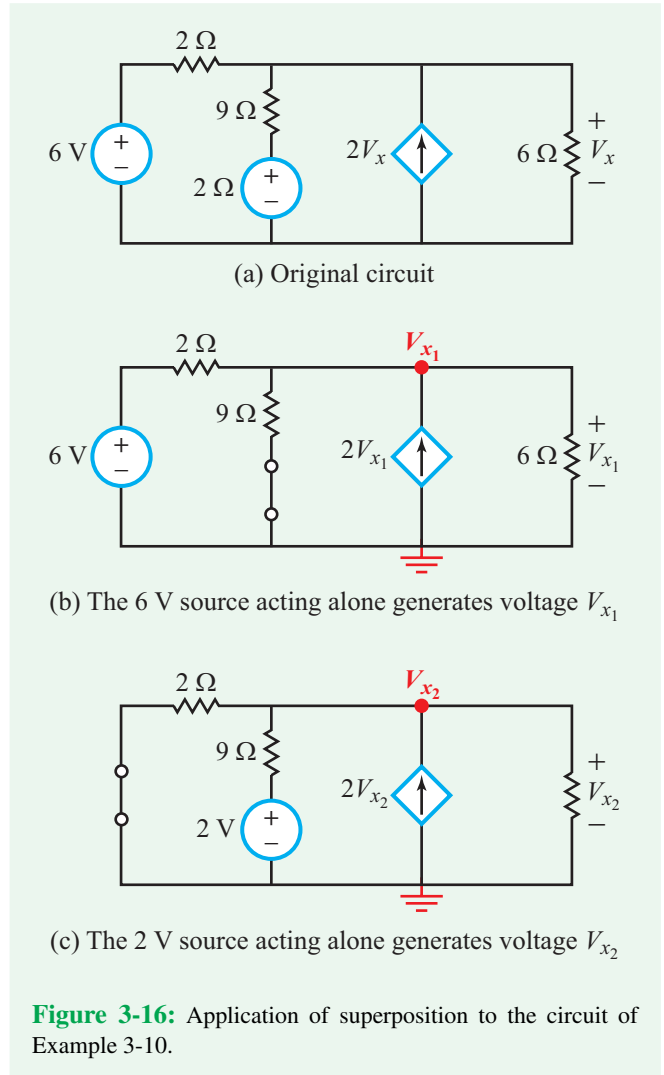 2 Ω
9 Ω
6 V
+
−
2 Ω
+
−
2Vx
6 Ω
+
Vx
−
(a) Original circuit
2 Ω
Vx1
9 Ω
6 V
+
−
2Vx1
6 Ω
+
Vx1
−
(b) The 6 V source acting alone generates voltage Vx1
2 Ω
Vx2
9 Ω
2 V
+
−
2Vx2
+
Vx2
−
(c) The 2 V source acting alone generates voltage Vx2
Figure 3-16: Application of superposition to the circuit of
Example 3-10.